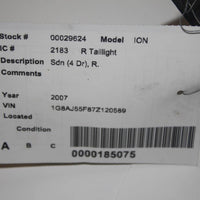 Stock # 00029624 Model ION
IC # 2183 R Taillight
Description Sdn (4 Dr), R.
Comments
Year 2007
VIN 1G8AJ55F87Z120589
Located
Condition
A B C 0000185075